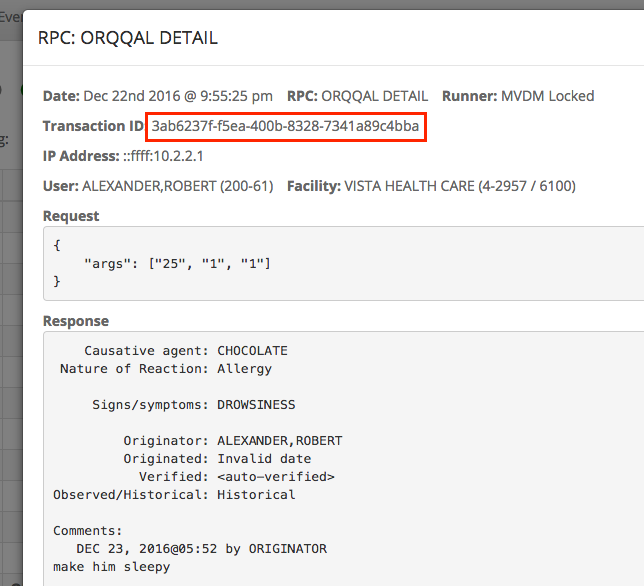 Ever
RPC: ORQQAL DETAIL
Date: Dec 22nd 2016 @ 9:55:25 pm RPC: ORQQAL DETAIL Runner: MVDM Locked
Transaction ID: 3ab6237f-f5ea-400b-8328-7341a89c4bba
IP Address: ::ffff:10.2.2.1
g:
User: ALEXANDER,ROBERT (200-61) Facility: VISTA HEALTH CARE (4-2957 / 6100)
Request
{
"args": ["25", "1", "1"]
}
Response
Causative agent: CHOCOLATE
Nature of Reaction: Allergy
Signs/symptoms: DROWSINESS
Originator: ALEXANDER,ROBERT
Originated: Invalid date
Verified: <auto-verified>
Observed/Historical: Historical
Comments:
DEC 23, 2016@05:52 by ORIGINATOR
make him sleepy